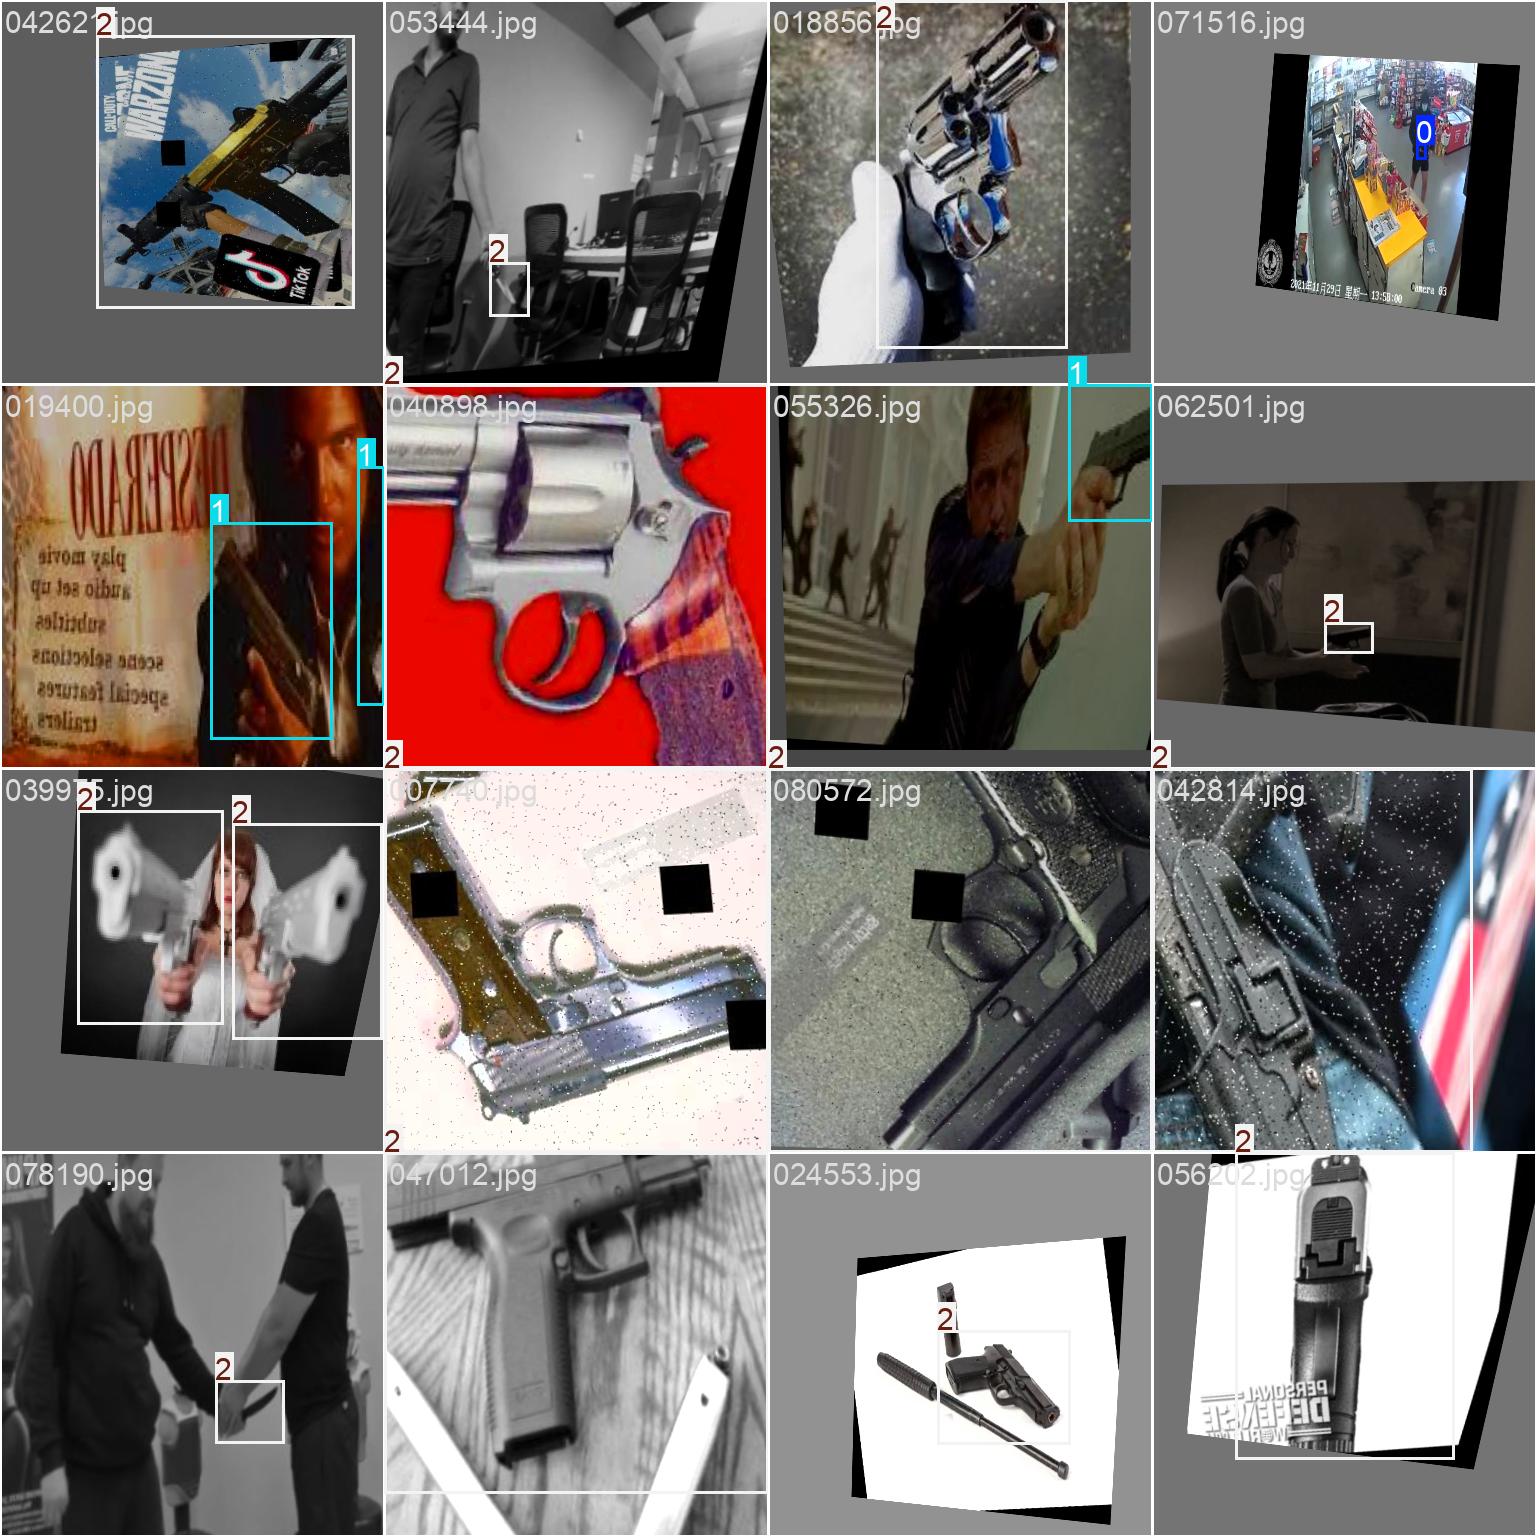 042621.jpg
2
CALL·DUTY
WARZON
TikTok
053444.jpg
2
018856.jpg
2
071516.jpg
0
2021年11月29日 星期一 13:58:00
Camera 03
019400.jpg
1
1
DESPERADO
play movie
audio set up
subtitles
scene selections
special features
trailers
2
040898.jpg
055326.jpg
1
062501.jpg
2
2
2
2
039975.jpg
2
2
007740.jpg
080572.jpg
042814.jpg
2
078190.jpg
2
047012.jpg
024553.jpg
2
056202.jpg
2
PERSONAL
DEFENSE